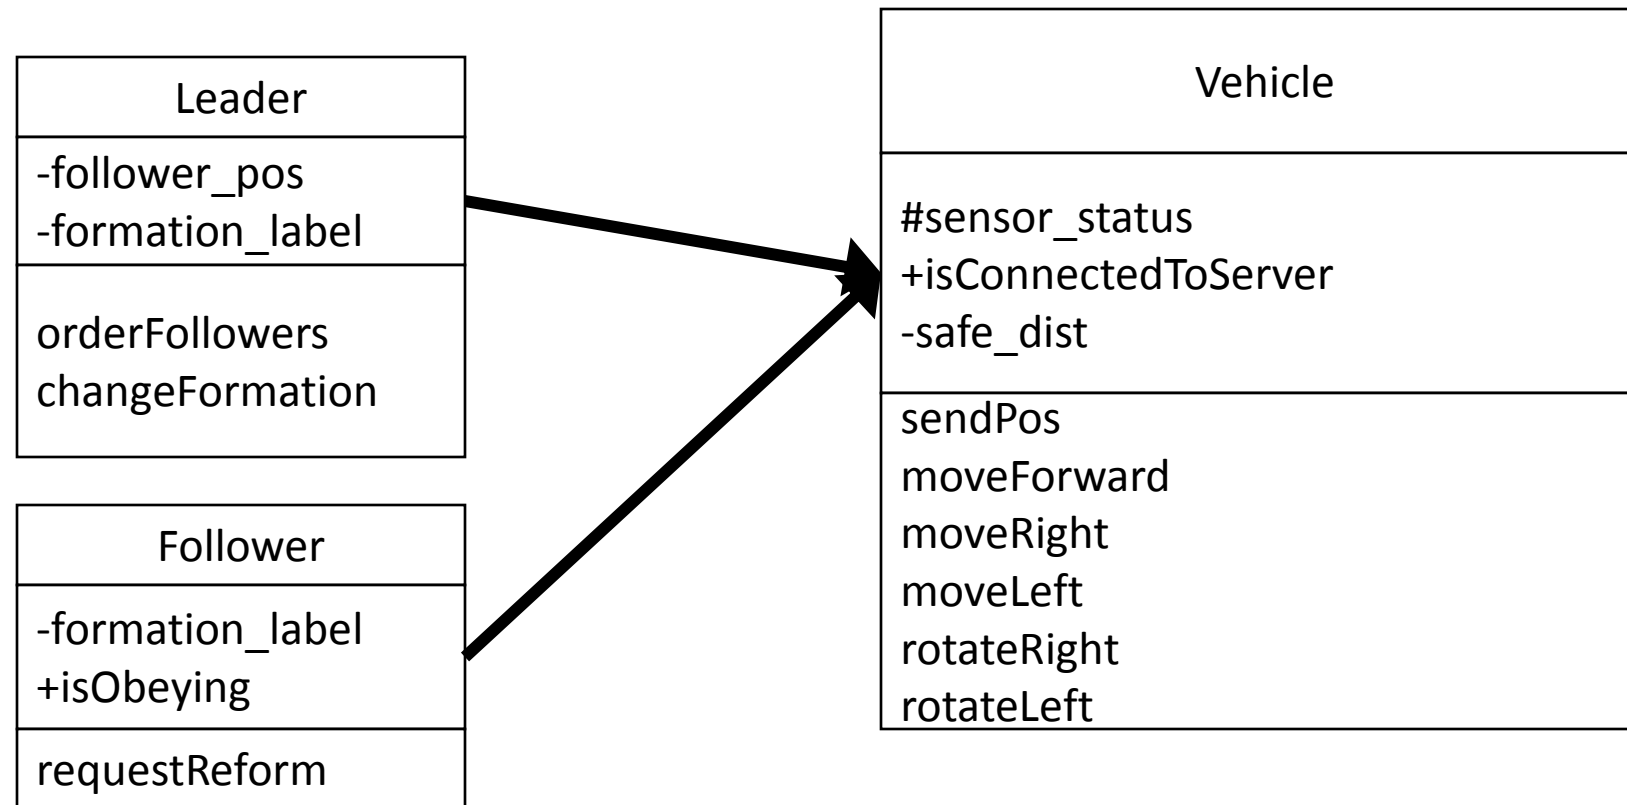 Leader
-follower_pos
-formation_label
orderFollowers
changeFormation
Follower
-formation_label
+isObeying
requestReform
Vehicle
#sensor_status
+isConnectedToServer
-safe_dist
sendPos
moveForward
moveRight
moveLeft
rotateRight
rotateLeft